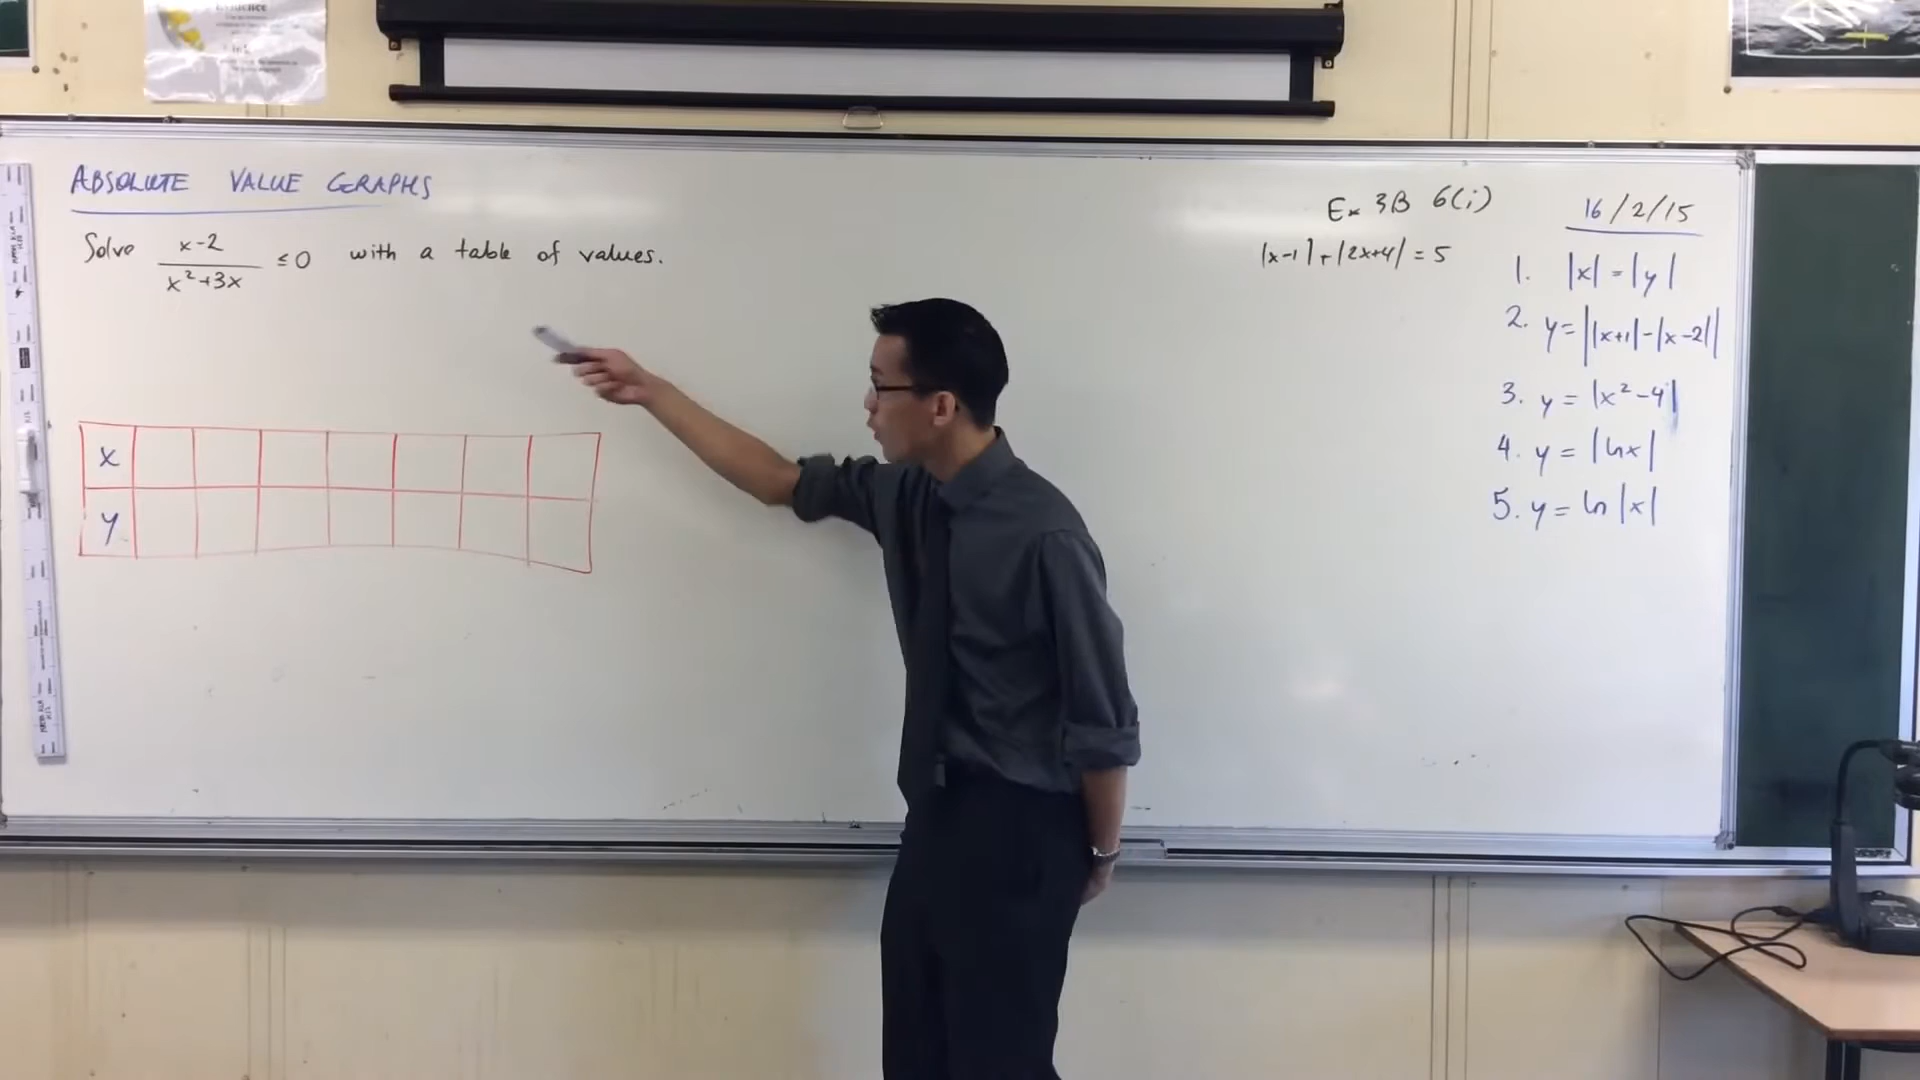 ABSOLUTE VALUE GRAPHS
Solve x-2 / x²+3x ≤ 0 with a table of values.
x
y
Ex 3B 6(i)
|x-1| + |2x+4| = 5
16/2/15
1. |x| = |y|
2. y = ||x+1| - |x-2||
3. y = |x²-4|
4. y = |ln x|
5. y = ln |x|